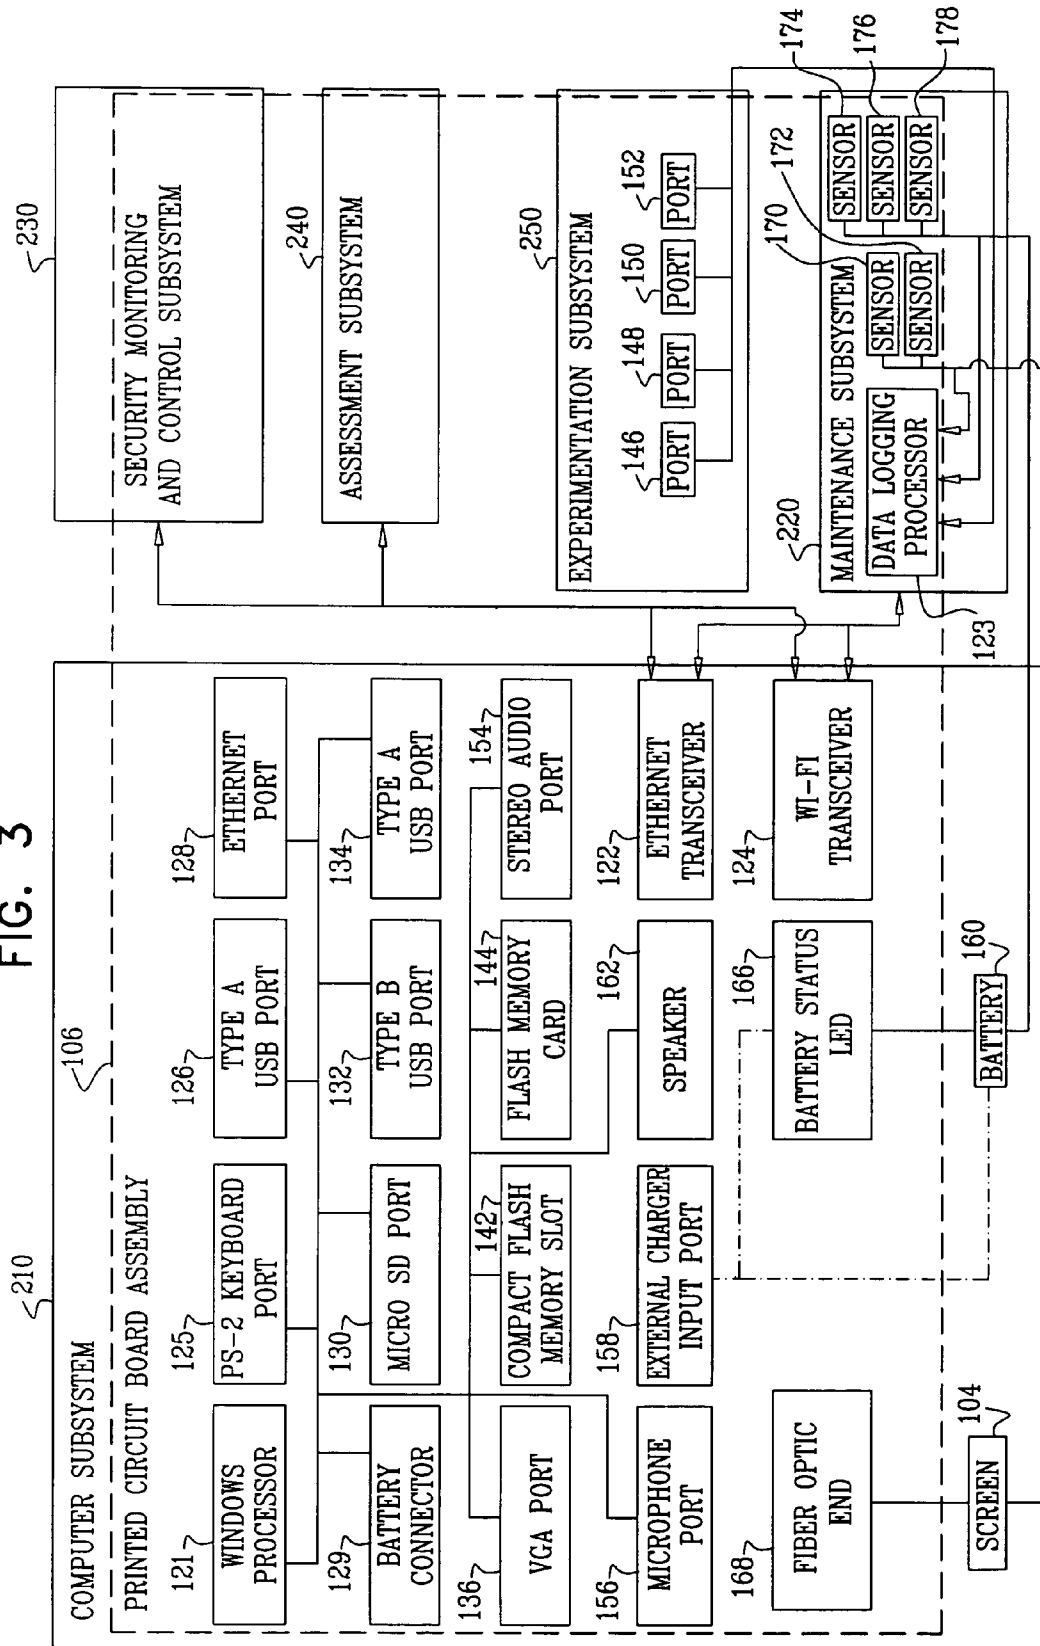 FIG. 3
210
COMPUTER SUBSYSTEM
106
PRINTED CIRCUIT BOARD ASSEMBLY
121
WINDOWS
PROCESSOR
125
PS-2 KEYBOARD
PORT
126
TYPE A
USB PORT
128
ETHERNET
PORT
129
BATTERY
CONNECTOR
130
MICRO SD PORT
132
TYPE B
USB PORT
134
TYPE A
USB PORT
136
VGA PORT
142
COMPACT FLASH
MEMORY SLOT
144
FLASH MEMORY
CARD
154
STEREO AUDIO
PORT
156
MICROPHONE
PORT
158
EXTERNAL CHARGER
INPUT PORT
162
SPEAKER
122
ETHERNET
TRANSCEIVER
168
FIBER OPTIC
END
166
BATTERY STATUS
LED
124
WI-FI
TRANSCEIVER
SCREEN
104
BATTERY
160
230
SECURITY MONITORING
AND CONTROL SUBSYSTEM
240
ASSESSMENT SUBSYSTEM
250
EXPERIMENTATION SUBSYSTEM
146
PORT
148
PORT
150
PORT
152
PORT
220
MAINTENANCE SUBSYSTEM
DATA LOGGING
PROCESSOR
123
170
SENSOR
172
SENSOR
SENSOR
174
SENSOR
176
SENSOR
178